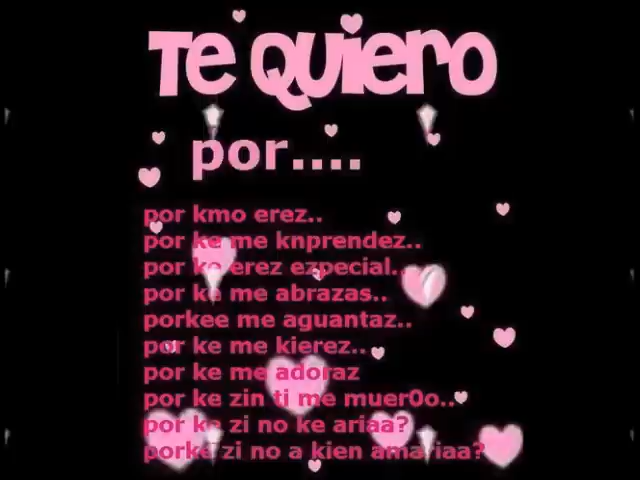 Te Quiero
por....
por kmo erez..
por ke me knprendez..
por ke erez ezpecial..
por ke me abrazas..
porkee me aguantaz..
por ke me kierez..
por ke me adoraz
por ke zin ti me muer0o..
por ke zi no ke ariaa?
porke zi no a kien amariaa?